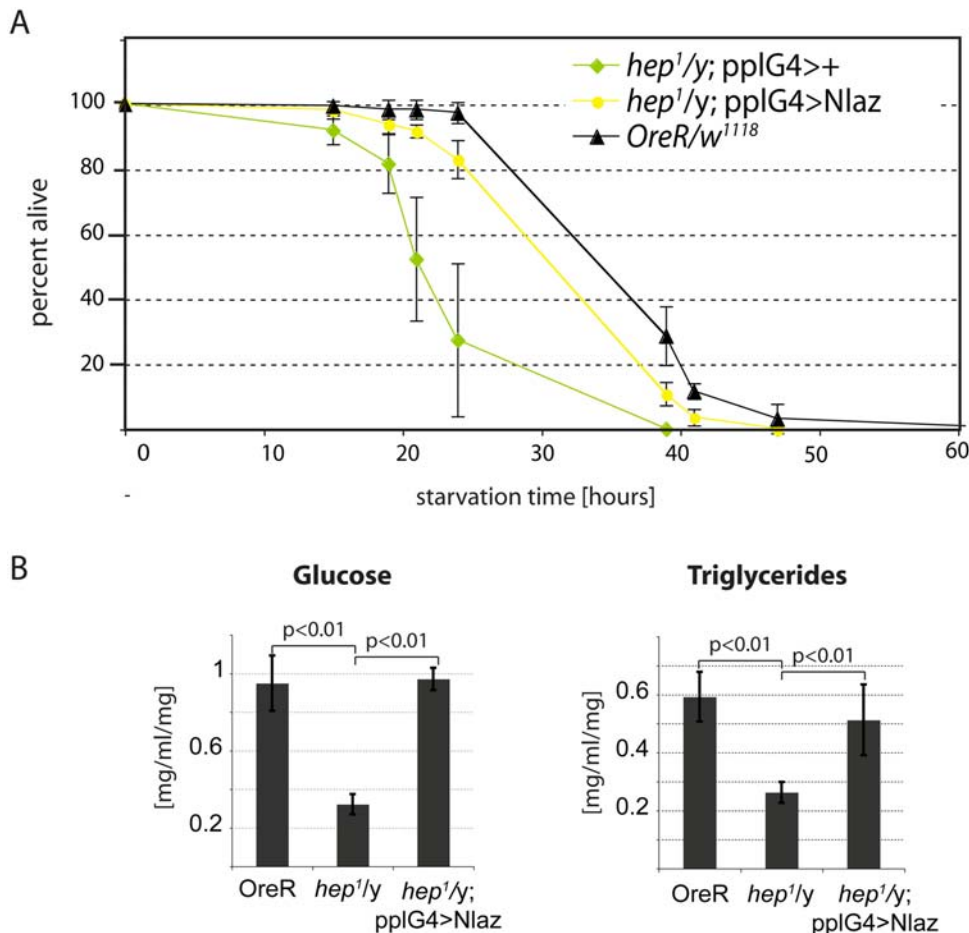 A
hep¹/y; pplG4>+
hep¹/y; pplG4>Nlaz
OreR/w¹¹¹⁸
percent alive
100
80
60
40
20
0 10 20 30 40 50 60
-
starvation time [hours]
B
Glucose
p<0.01 p<0.01
[mg/ml/mg]
1
0.6
0.2
OreR hep¹/y hep¹/y;
pplG4>Nlaz
Triglycerides
p<0.01 p<0.01
[mg/ml/mg]
0.6
0.4
0.2
OreR hep¹/y hep¹/y;
pplG4>Nlaz